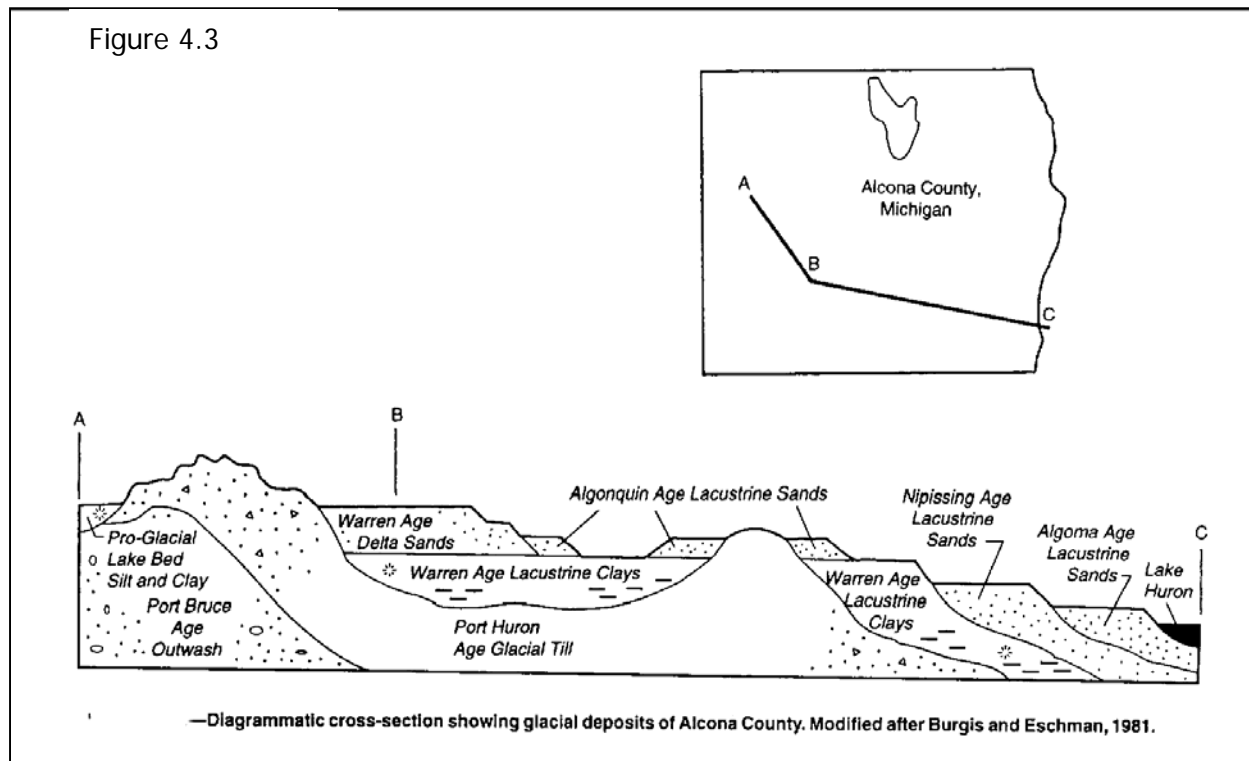 Figure 4.3
A
B
C
Alcona County,
Michigan
A
B
C
Algonquin Age Lacustrine Sands
Nipissing Age
Lacustrine
Sands
Algoma Age
Lacustrine
Sands
Lake
Huron
Warren Age
Delta Sands
Pro-Glacial
Lake Bed
Silt and Clay
Warren Age Lacustrine Clays
Warren Age
Lacustrine
Clays
Port Bruce
Age
Outwash
Port Huron
Age Glacial Till
—Diagrammatic cross-section showing glacial deposits of Alcona County. Modified after Burgis and Eschman, 1981.